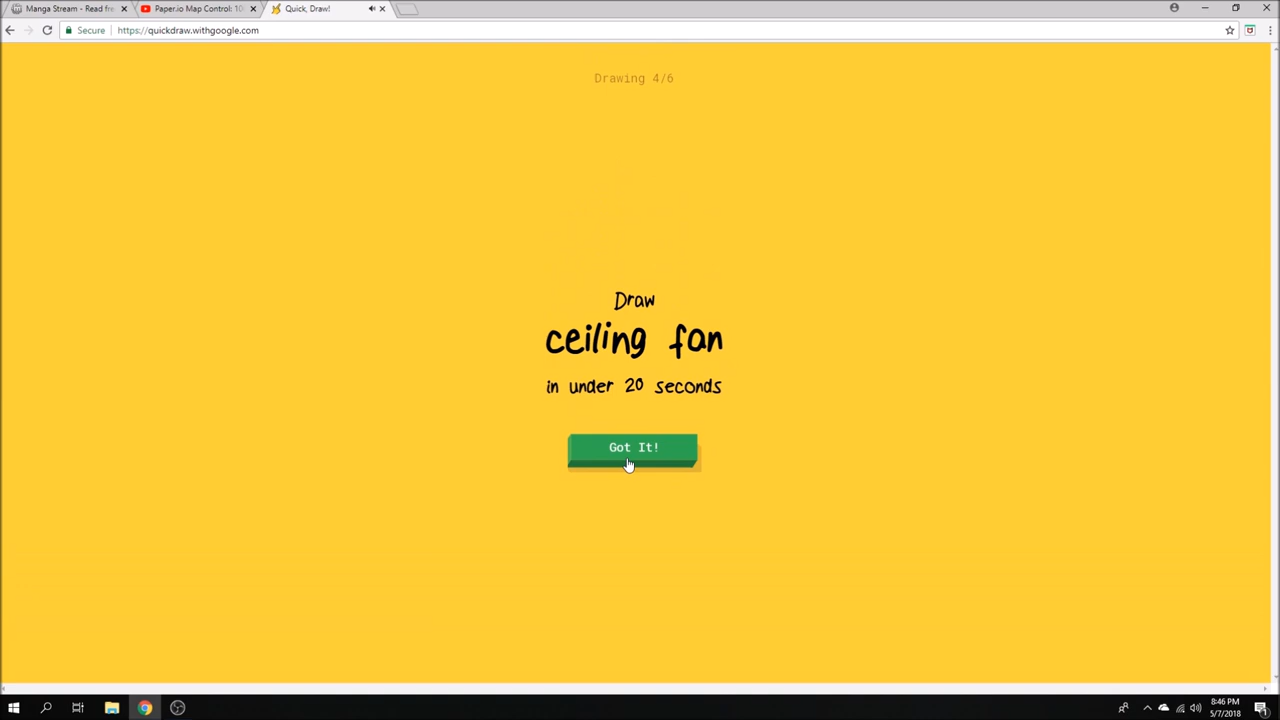 Manga Stream - Read fre
Paper.io Map Control: 10
Quick, Draw!
Secure
https://quickdraw.withgoogle.com
Drawing 4/6
Draw
ceiling fan
in under 20 seconds
Got It!
8:46 PM
5/7/2018